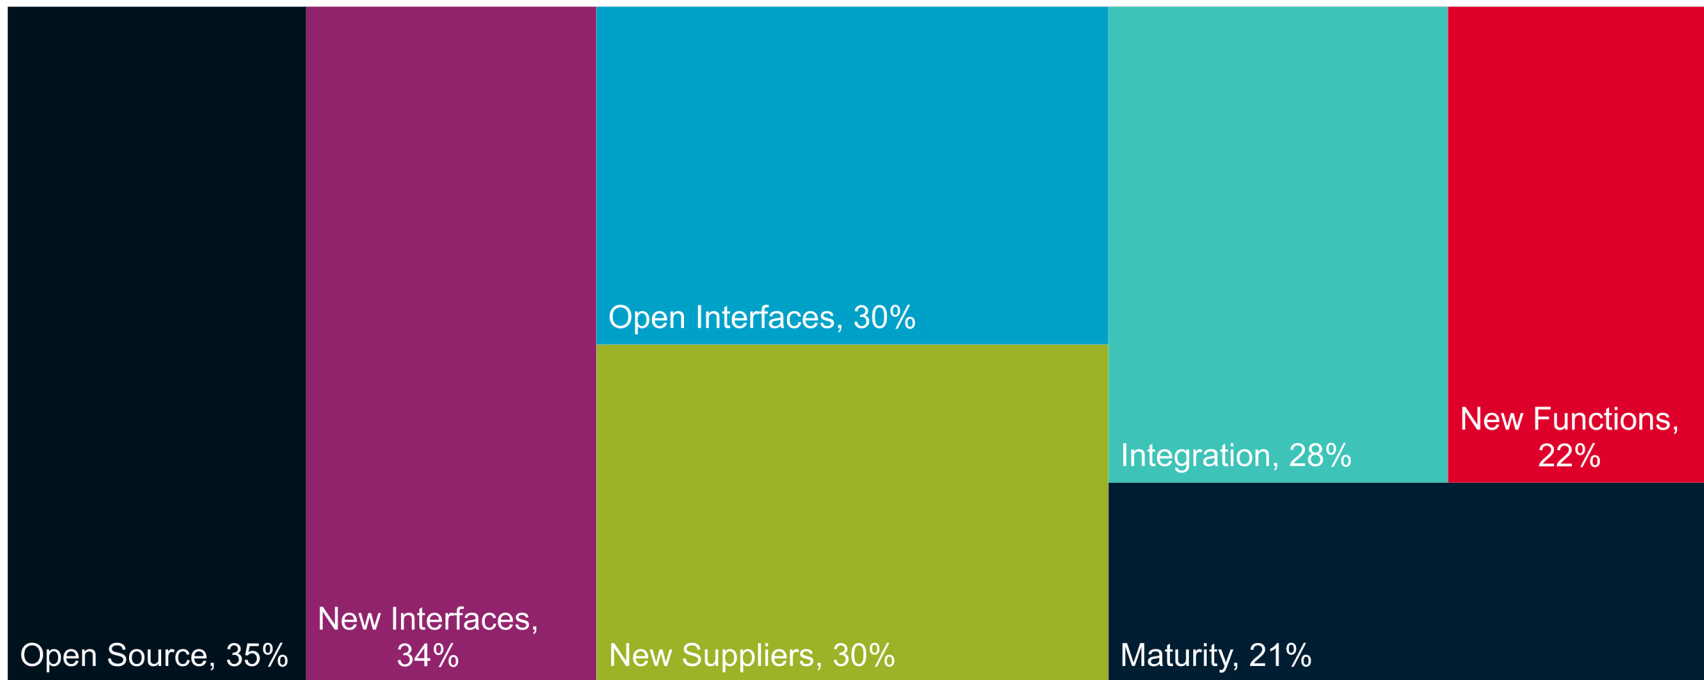 Open Source, 35%
New Interfaces,
34%
Open Interfaces, 30%
New Suppliers, 30%
Integration, 28%
New Functions,
22%
Maturity, 21%